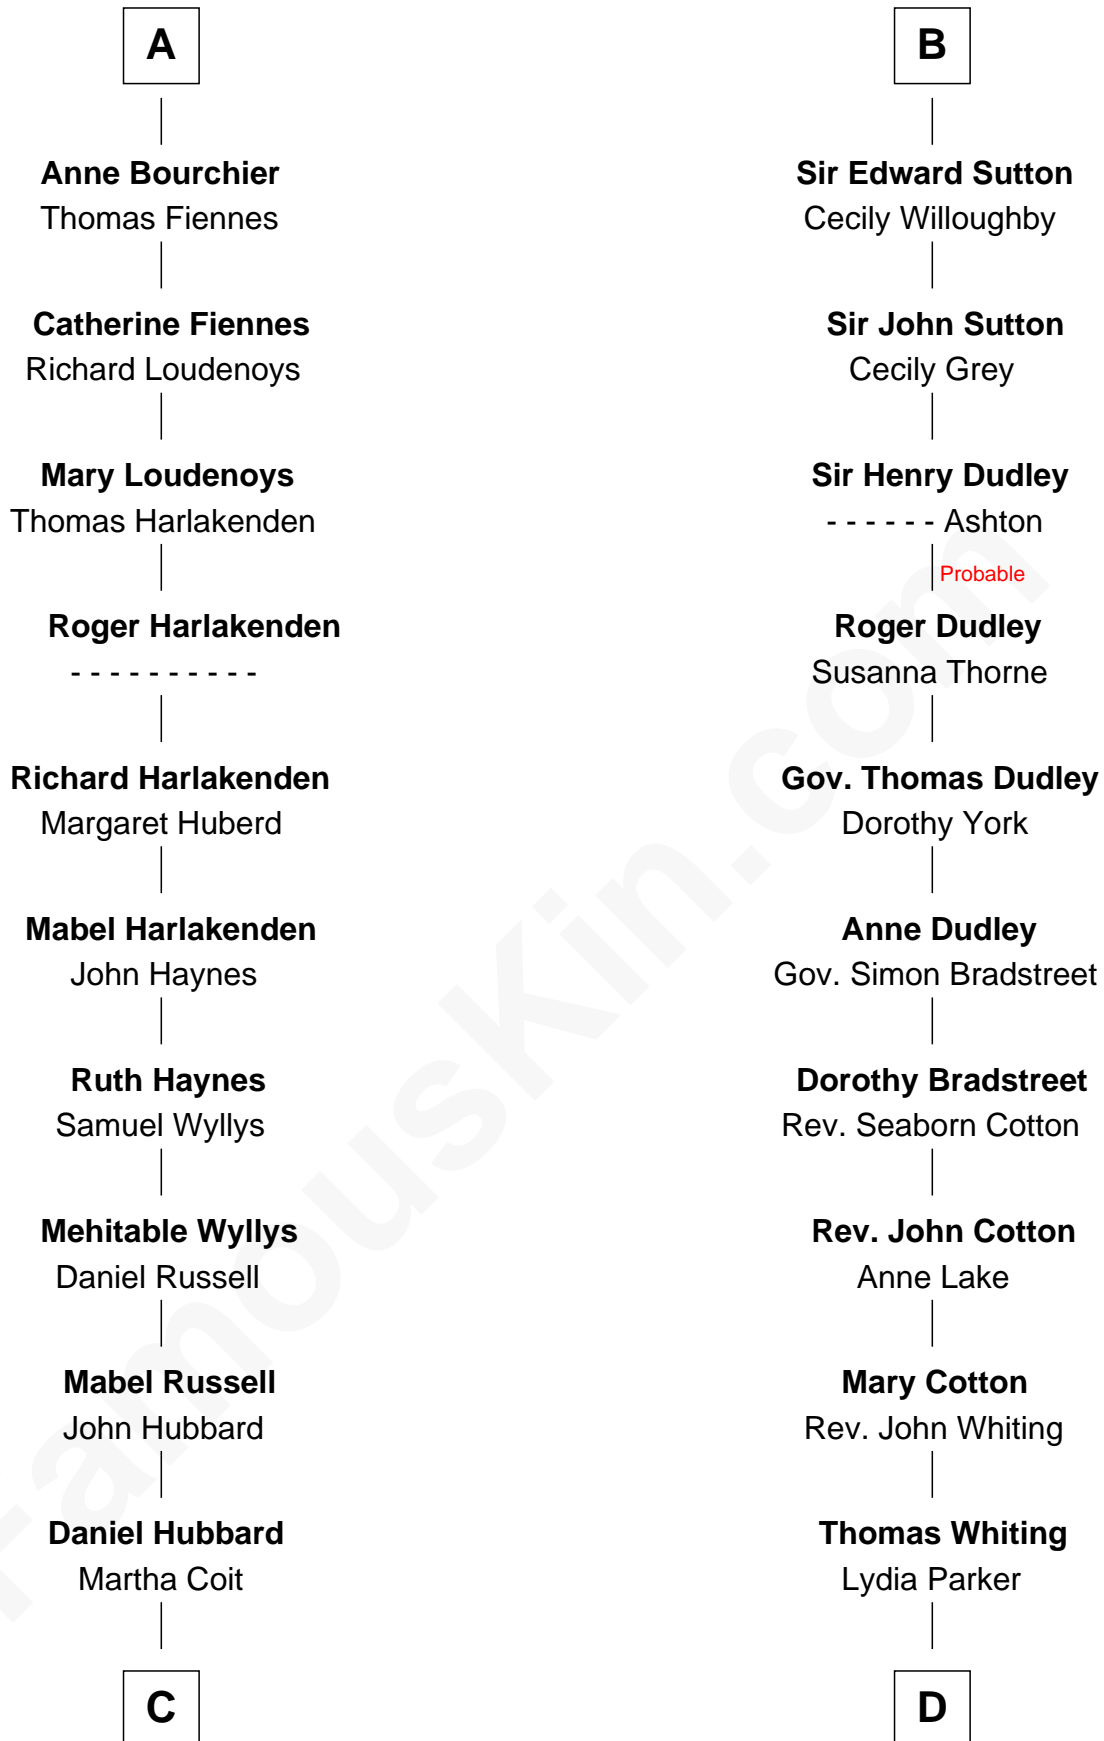 A
Anne Bourchier
Thomas Fiennes
Catherine Fiennes
Richard Loudenoys
Mary Loudenoys
Thomas Harlakenden
Roger Harlakenden
- - - - - - - - - -
Richard Harlakenden
Margaret Huberd
Mabel Harlakenden
John Haynes
Ruth Haynes
Samuel Wyllys
Mehitable Wyllys
Daniel Russell
Mabel Russell
John Hubbard
Daniel Hubbard
Martha Coit
C
B
Sir Edward Sutton
Cecily Willoughby
Sir John Sutton
Cecily Grey
Sir Henry Dudley
- - - - - - Ashton
Probable
Roger Dudley
Susanna Thorne
Gov. Thomas Dudley
Dorothy York
Anne Dudley
Gov. Simon Bradstreet
Dorothy Bradstreet
Rev. Seaborn Cotton
Rev. John Cotton
Anne Lake
Mary Cotton
Rev. John Whiting
Thomas Whiting
Lydia Parker
D
FamousKin.com